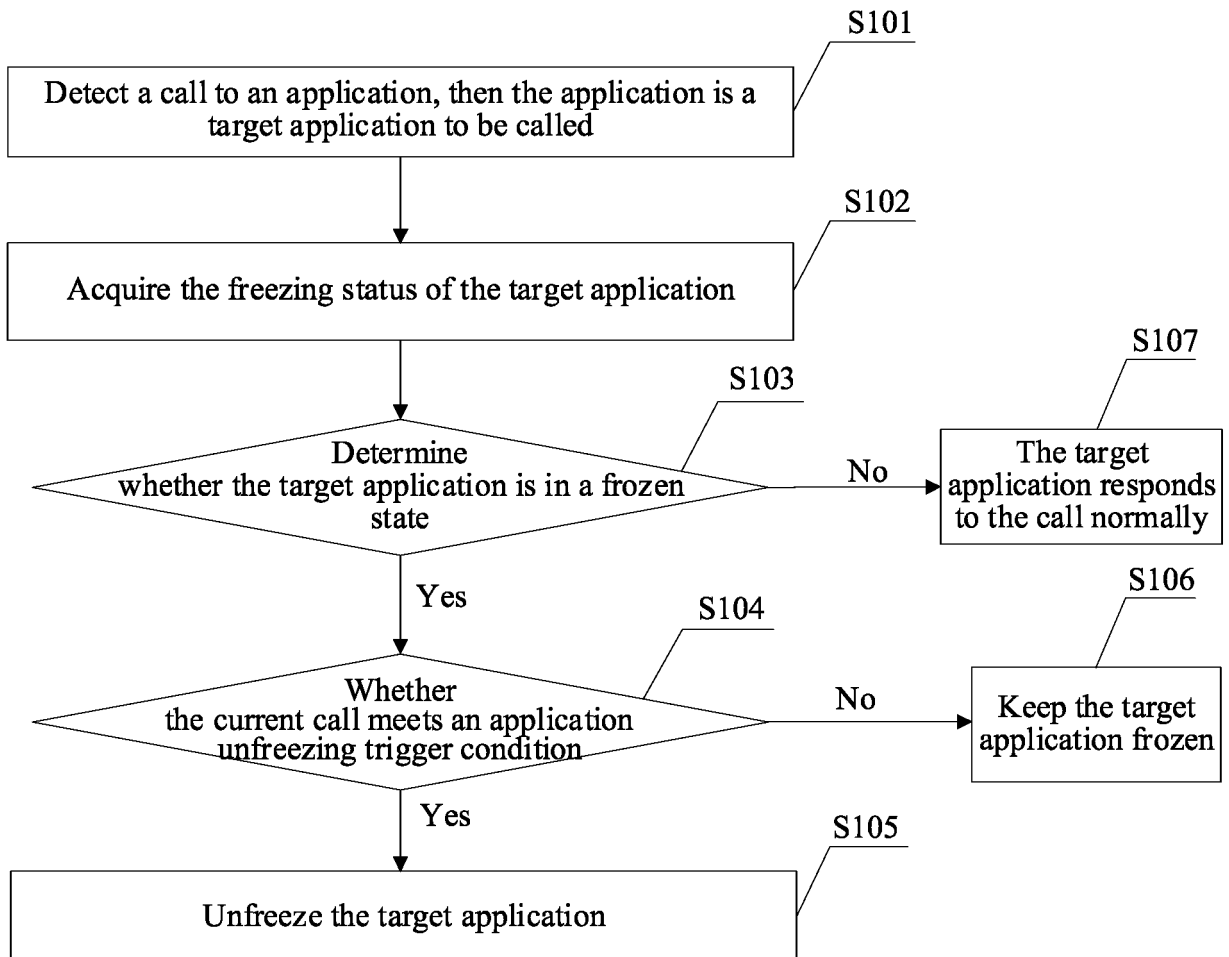 S101
Detect a call to an application, then the application is a
target application to be called
S102
Acquire the freezing status of the target application
S103
Determine
whether the target application is in a frozen
state
No
S107
The target
application responds
to the call normally
Yes
S104
Whether
the current call meets an application
unfreezing trigger condition
No
S106
Keep the target
application frozen
Yes
S105
Unfreeze the target application